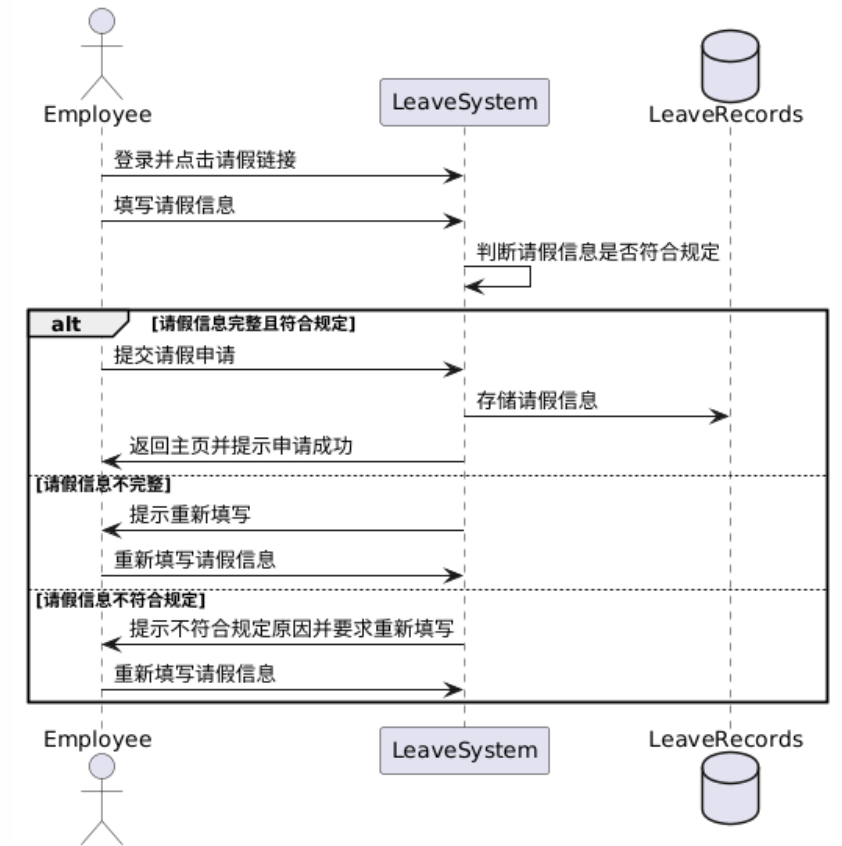 Employee
LeaveSystem
LeaveRecords
登录并点击请假链接
填写请假信息
判断请假信息是否符合规定
alt
[请假信息完整且符合规定]
提交请假申请
存储请假信息
返回主页并提示申请成功
[请假信息不完整]
提示重新填写
重新填写请假信息
[请假信息不符合规定]
提示不符合规定原因并要求重新填写
重新填写请假信息
Employee
LeaveSystem
LeaveRecords